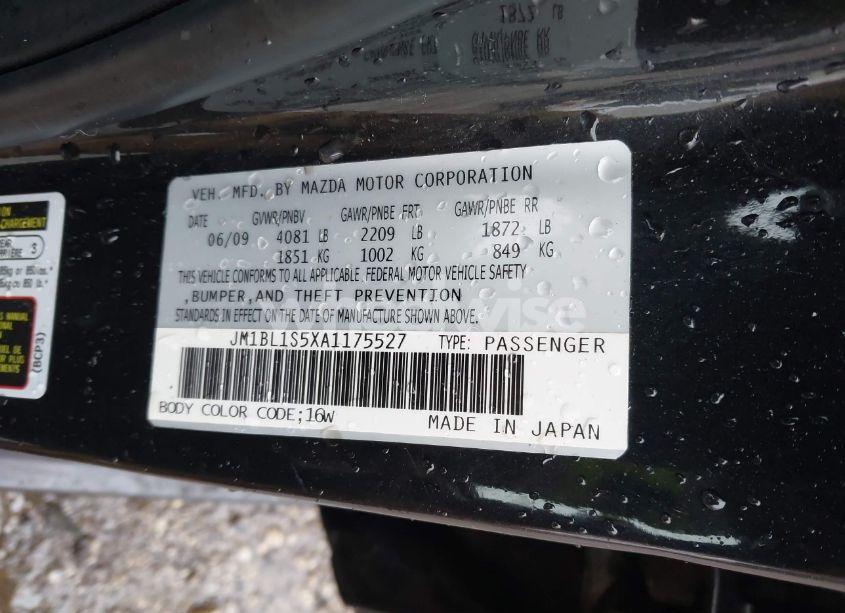 VEH. MFD. BY MAZDA MOTOR CORPORATION
DATE GVWR/PNBV GAWR/PNBE FRT GAWR/PNBE RR
06/09 4081 LB 2209 LB 1872 LB
1851 KG 1002 KG 849 KG
THIS VEHICLE CONFORMS TO ALL APPLICABLE FEDERAL MOTOR VEHICLE SAFETY
,BUMPER,AND THEFT PREVENTION
STANDARDS IN EFFECT ON THE DATE OF MANUFACTURE SHOWN ABOVE.
JM1BL1S5XA1175527 TYPE: PASSENGER
BODY COLOR CODE;16W
MADE IN JAPAN
CHARGEMENT
3
(BCP3)